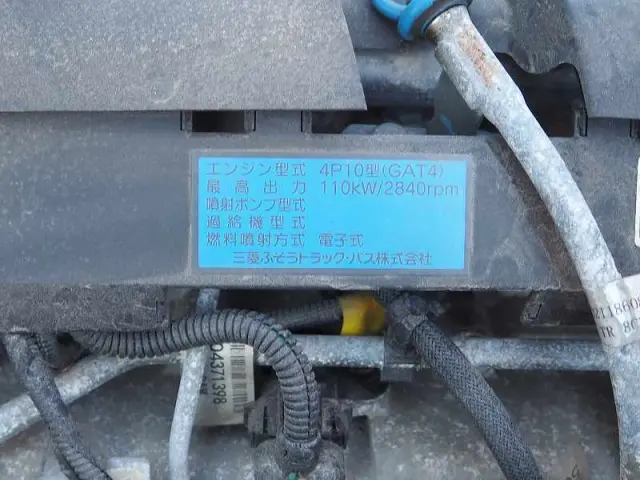 エンジン型式 4P10型(GAT4)
最高出力 110kW/2840rpm
噴射ポンプ型式
過給機型式
燃料噴射方式 電子式
三菱ふそうトラック・バス株式会社
04371398